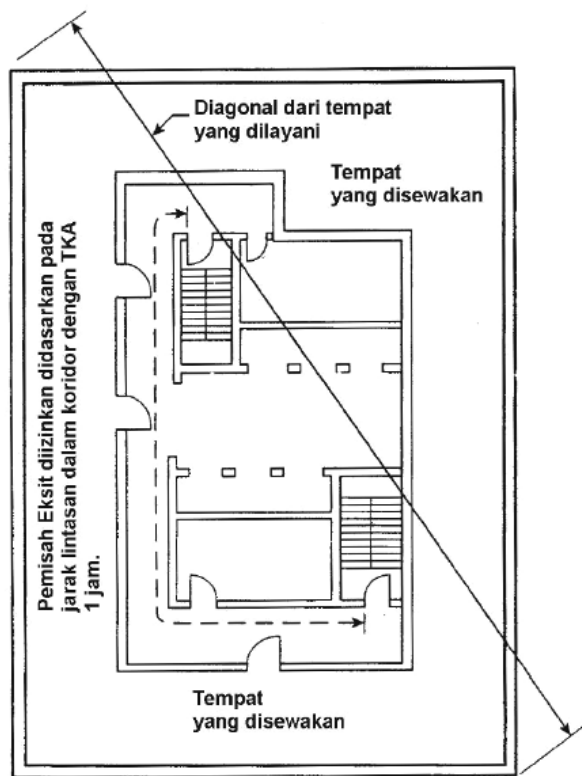 Diagonal dari tempat
yang dilayani
Tempat
yang disewakan
Pemisah Eksit diizinkan didasarkan pada
jarak lintasan dalam koridor dengan TKA
1 jam.
Tempat
yang disewakan